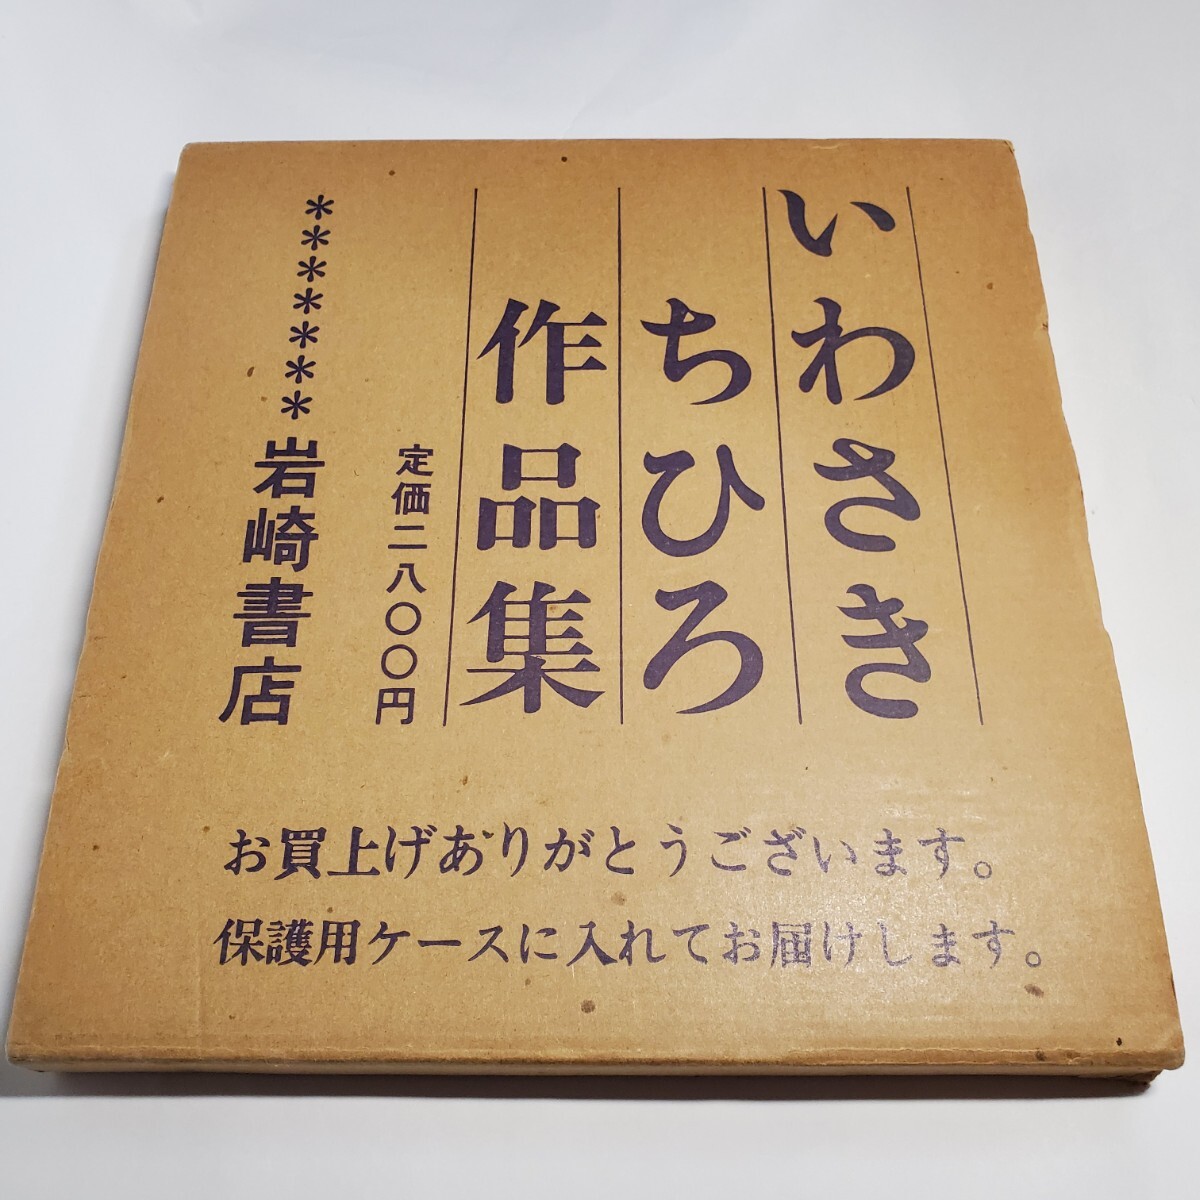 いわさき
ちひろ
作品集
定価二八〇〇円
*******岩崎書店
お買上げありがとうございます。
保護用ケースに入れてお届けします。